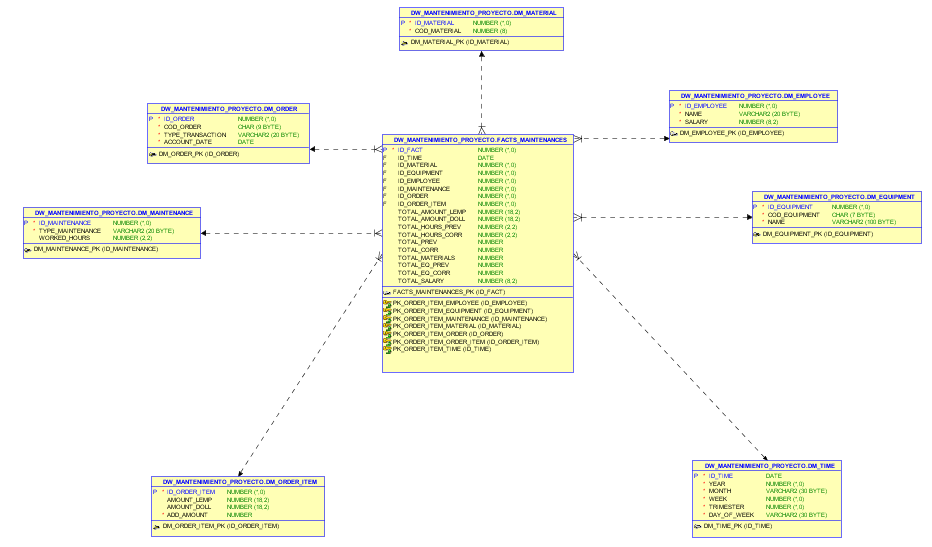 DW_MANTENIMIENTO_PROYECTO.DM_MATERIAL
P * ID_MATERIAL NUMBER (*,0)
* COD_MATERIAL NUMBER (8)
DM_MATERIAL_PK (ID_MATERIAL)
DW_MANTENIMIENTO_PROYECTO.DM_EMPLOYEE
P * ID_EMPLOYEE NUMBER (*,0)
* NAME VARCHAR2 (20 BYTE)
* SALARY NUMBER (8,2)
DM_EMPLOYEE_PK (ID_EMPLOYEE)
DW_MANTENIMIENTO_PROYECTO.DM_ORDER
P * ID_ORDER NUMBER (*,0)
* COD_ORDER CHAR (9 BYTE)
* TYPE_TRANSACTION VARCHAR2 (20 BYTE)
* ACCOUNT_DATE DATE
DM_ORDER_PK (ID_ORDER)
DW_MANTENIMIENTO_PROYECTO.FACTS_MAINTENANCES
P * ID_FACT NUMBER (*,0)
F ID_TIME DATE
F ID_MATERIAL NUMBER (*,0)
F ID_EQUIPMENT NUMBER (*,0)
F ID_EMPLOYEE NUMBER (*,0)
F ID_MAINTENANCE NUMBER (*,0)
F ID_ORDER NUMBER (*,0)
F ID_ORDER_ITEM NUMBER (*,0)
TOTAL_AMOUNT_LEMP NUMBER (18,2)
TOTAL_AMOUNT_DOLL NUMBER (18,2)
TOTAL_HOURS_PREV NUMBER (2,2)
TOTAL_HOURS_CORR NUMBER (2,2)
TOTAL_PREV NUMBER
TOTAL_CORR NUMBER
TOTAL_MATERIALS NUMBER
TOTAL_EQ_PREV NUMBER
TOTAL_EQ_CORR NUMBER
TOTAL_SALARY NUMBER (8,2)
FACTS_MAINTENANCES_PK (ID_FACT)
PK_ORDER_ITEM_EMPLOYEE (ID_EMPLOYEE)
PK_ORDER_ITEM_EQUIPMENT (ID_EQUIPMENT)
PK_ORDER_ITEM_MAINTENANCE (ID_MAINTENANCE)
PK_ORDER_ITEM_MATERIAL (ID_MATERIAL)
PK_ORDER_ITEM_ORDER (ID_ORDER)
PK_ORDER_ITEM_ORDER_ITEM (ID_ORDER_ITEM)
PK_ORDER_ITEM_TIME (ID_TIME)
DW_MANTENIMIENTO_PROYECTO.DM_EQUIPMENT
P * ID_EQUIPMENT NUMBER (*,0)
* COD_EQUIPMENT CHAR (7 BYTE)
* NAME VARCHAR2 (100 BYTE)
DM_EQUIPMENT_PK (ID_EQUIPMENT)
DW_MANTENIMIENTO_PROYECTO.DM_MAINTENANCE
P * ID_MAINTENANCE NUMBER (*,0)
* TYPE_MAINTENANCE VARCHAR2 (20 BYTE)
WORKED_HOURS NUMBER (2,2)
DM_MAINTENANCE_PK (ID_MAINTENANCE)
DW_MANTENIMIENTO_PROYECTO.DM_ORDER_ITEM
P * ID_ORDER_ITEM NUMBER (*,0)
AMOUNT_LEMP NUMBER (18,2)
AMOUNT_DOLL NUMBER (18,2)
* ADD_AMOUNT NUMBER
DM_ORDER_ITEM_PK (ID_ORDER_ITEM)
DW_MANTENIMIENTO_PROYECTO.DM_TIME
P * ID_TIME DATE
* YEAR NUMBER (*,0)
* MONTH VARCHAR2 (30 BYTE)
* WEEK NUMBER (*,0)
* TRIMESTER NUMBER (*,0)
* DAY_OF_WEEK VARCHAR2 (30 BYTE)
DM_TIME_PK (ID_TIME)